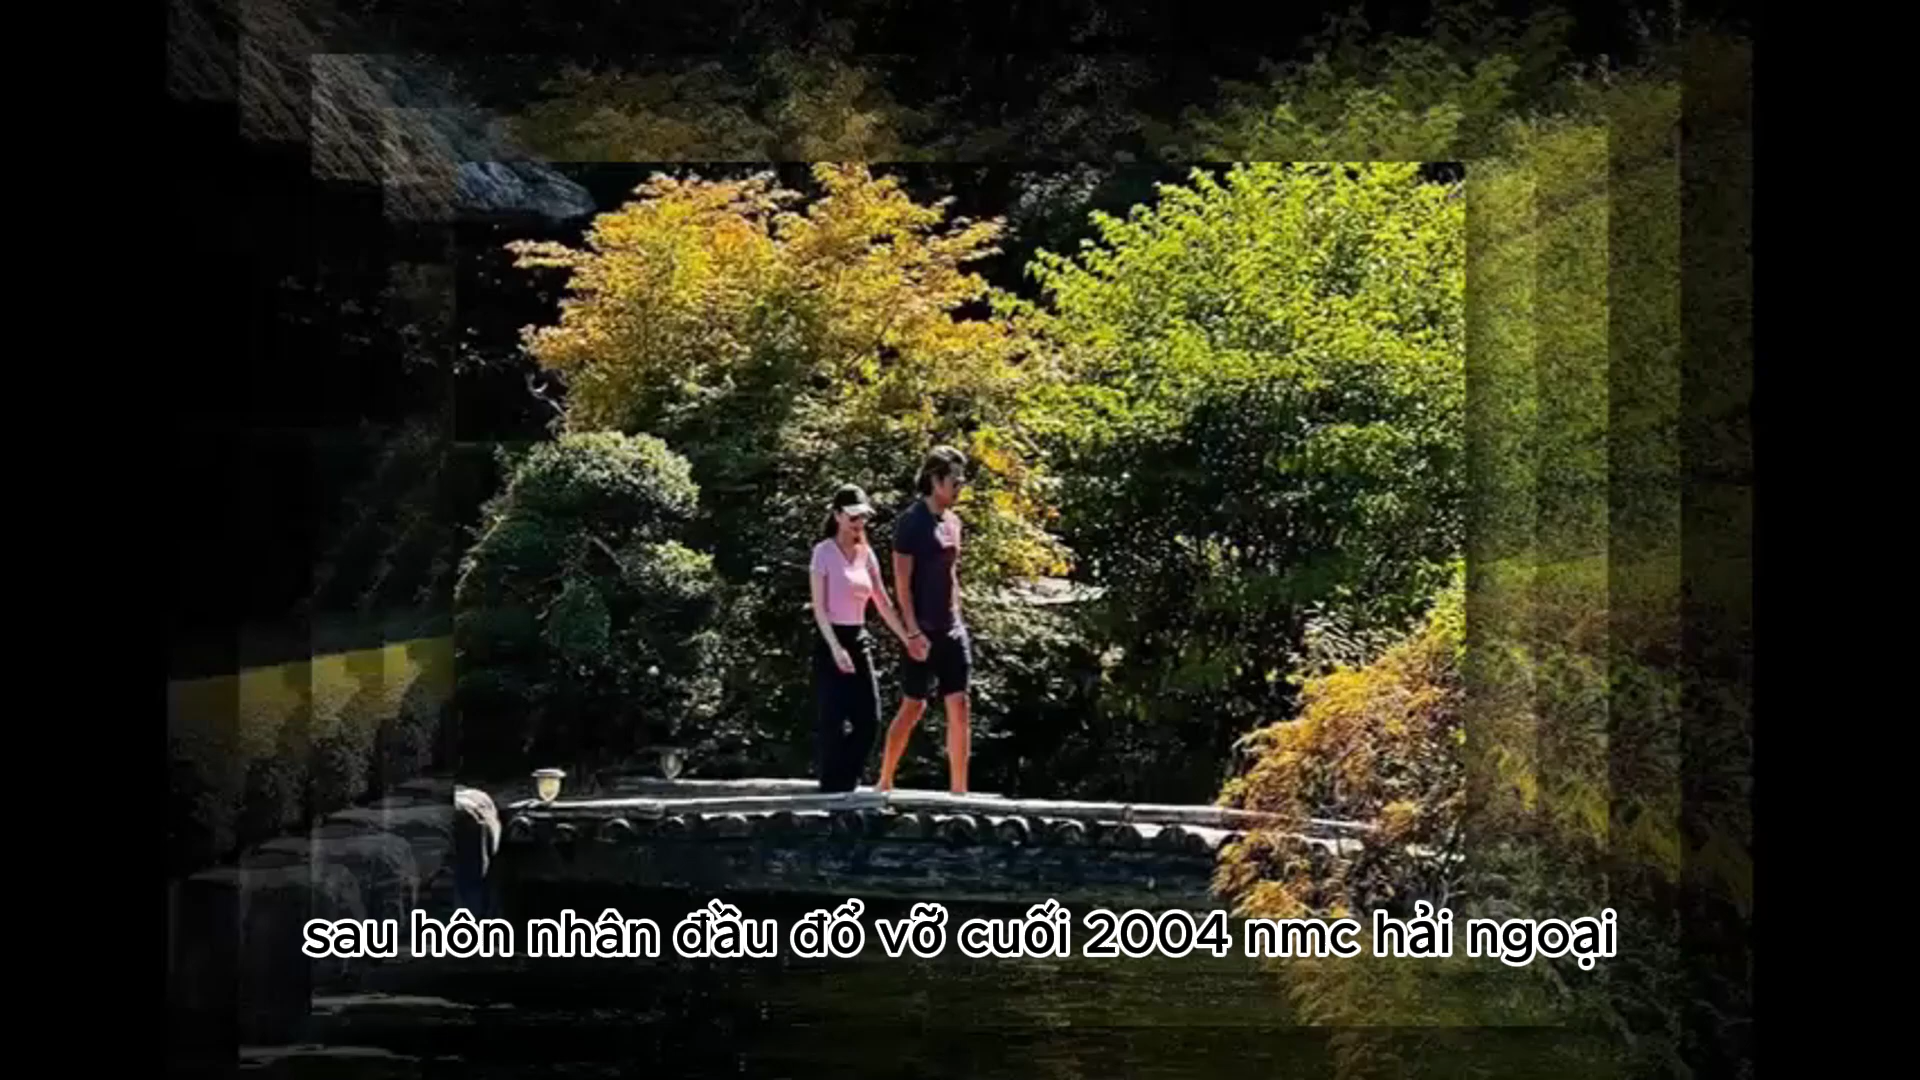 sau hôn nhân đầu đổ vỡ cuối 2004 nmc hải ngoại